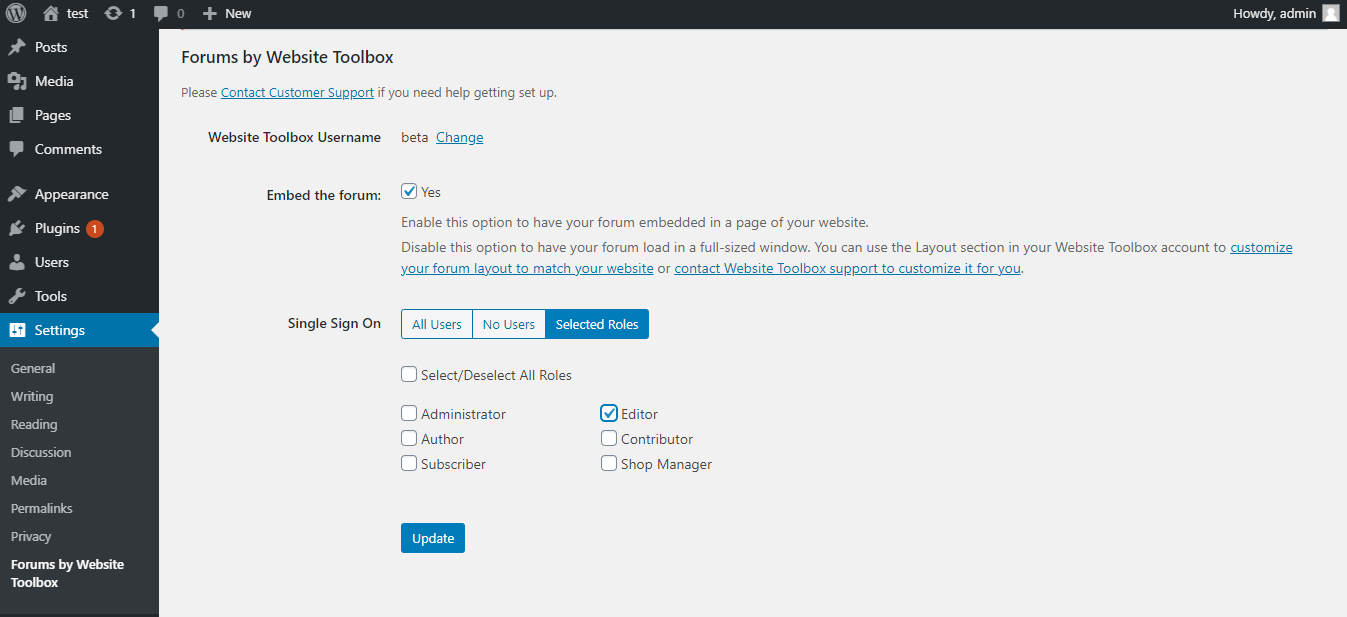 test 1 0 New Howdy, admin
Posts
Media
Pages
Comments
Appearance
Plugins 1
Users
Tools
Settings
General
Writing
Reading
Discussion
Media
Permalinks
Privacy
Forums by Website
Toolbox
Forums by Website Toolbox
Please Contact Customer Support if you need help getting set up.
Website Toolbox Username beta Change
Embed the forum: Yes
Enable this option to have your forum embedded in a page of your website.
Disable this option to have your forum load in a full-sized window. You can use the Layout section in your Website Toolbox account to customize
your forum layout to match your website or contact Website Toolbox support to customize it for you.
Single Sign On All Users No Users Selected Roles
Select/Deselect All Roles
Administrator Editor
Author Contributor
Subscriber Shop Manager
Update